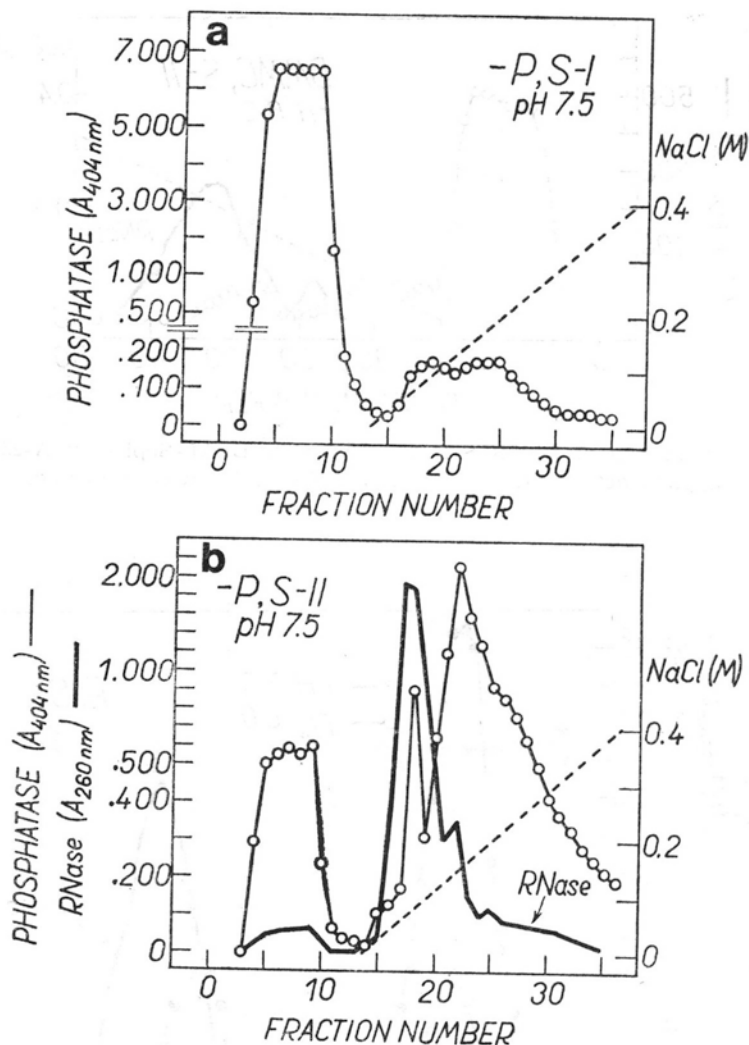 a
-P, S-I
pH 7.5
PHOSPHATASE (A404nm)
7.000
5.000
3.000
1.000
.500
.200
.100
0
NaCl (M)
0.4
0.2
0
0 10 20 30
FRACTION NUMBER
b
-P, S-II
pH 7.5
PHOSPHATASE (A404nm)
RNase (A260nm)
2.000
1.000
.500
.400
.200
0
NaCl (M)
0.4
0.2
0
RNase
0 10 20 30
FRACTION NUMBER